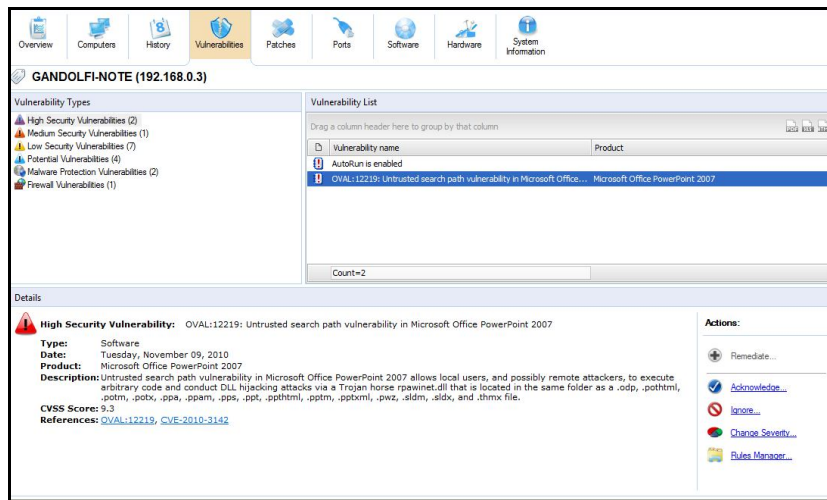 Overview
Computers
History
Vulnerabilities
Patches
Ports
Software
Hardware
System
Information
GANDOLFI-NOTE (192.168.0.3)
Vulnerability Types
High Security Vulnerabilities (2)
Medium Security Vulnerabilities (1)
Low Security Vulnerabilities (7)
Potential Vulnerabilities (4)
Malware Protection Vulnerabilities (2)
Firewall Vulnerabilities (1)
Vulnerability List
Drag a column header here to group by that column
Vulnerability name Product
AutoRun is enabled
OVAL:12219: Untrusted search path vulnerability in Microsoft Office... Microsoft Office PowerPoint 2007
Count=2
Details
High Security Vulnerability: OVAL:12219: Untrusted search path vulnerability in Microsoft Office PowerPoint 2007
Type: Software
Date: Tuesday, November 09, 2010
Product: Microsoft Office PowerPoint 2007
Description: Untrusted search path vulnerability in Microsoft Office PowerPoint 2007 allows local users, and possibly remote attackers, to execute
arbitrary code and conduct DLL hijacking attacks via a Trojan horse rpawinet.dll that is located in the same folder as a .odp, .pothtml,
.potm, .potx, .ppa, .ppam, .pps, .ppt, .ppthtml, .pptm, .pptxml, .pwz, .sldm, .sldx, and .thmx file.
CVSS Score: 9.3
References: OVAL:12219, CVE-2010-3142
Actions:
Remediate...
Acknowledge...
Ignore...
Change Severity...
Rules Manager...